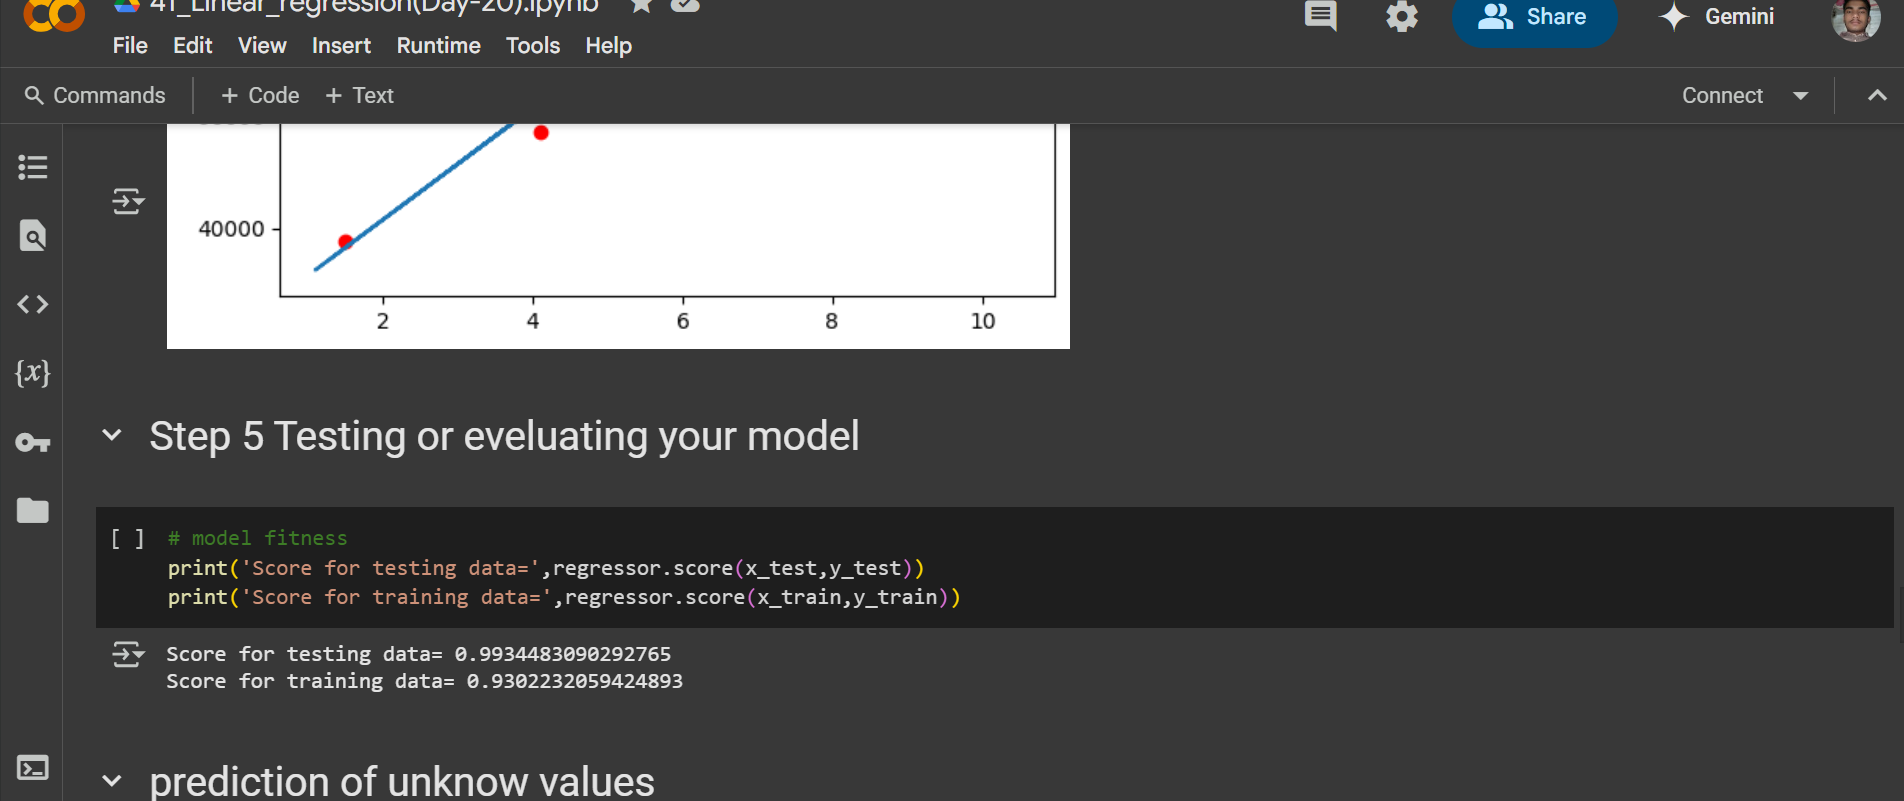 41_Linear_regression(Day-20).ipynb
Share
Gemini
File Edit View Insert Runtime Tools Help
Commands + Code + Text
Connect
40000
2 4 6 8 10
Step 5 Testing or eveluating your model
[ ] # model fitness
print('Score for testing data=',regressor.score(x_test,y_test))
print('Score for training data=',regressor.score(x_train,y_train))
Score for testing data= 0.9934483090292765
Score for training data= 0.9302232059424893
prediction of unknow values